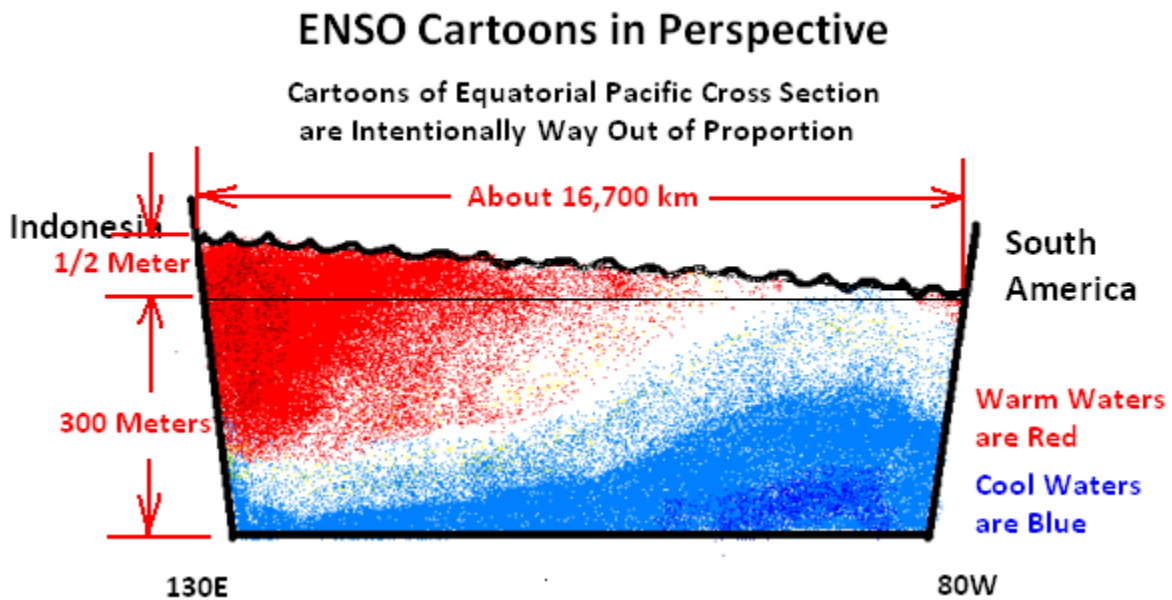 ENSO Cartoons in Perspective
Cartoons of Equatorial Pacific Cross Section
are Intentionally Way Out of Proportion
About 16,700 km
Indonesia
1/2 Meter
South
America
300 Meters
Warm Waters
are Red
Cool Waters
are Blue
130E
80W